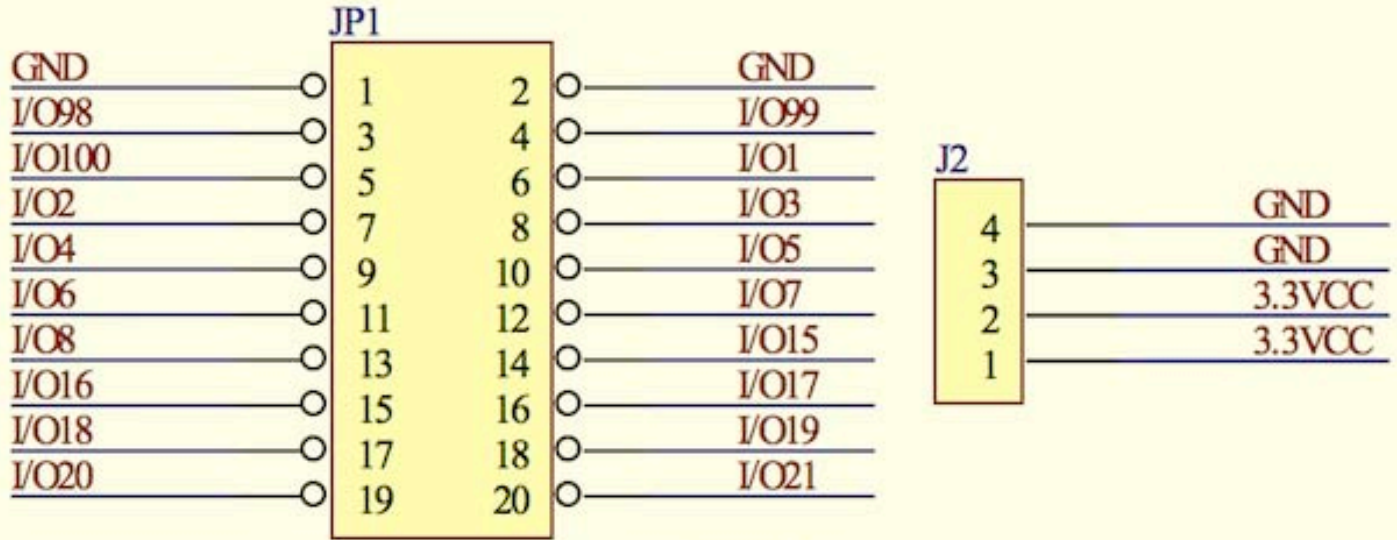 JP1
GND 1 2 GND
I/O98 3 4 I/O99
I/O100 5 6 I/O1
I/O2 7 8 I/O3
I/O4 9 10 I/O5
I/O6 11 12 I/O7
I/O8 13 14 I/O15
I/O16 15 16 I/O17
I/O18 17 18 I/O19
I/O20 19 20 I/O21
J2
4 GND
3 GND
2 3.3VCC
1 3.3VCC